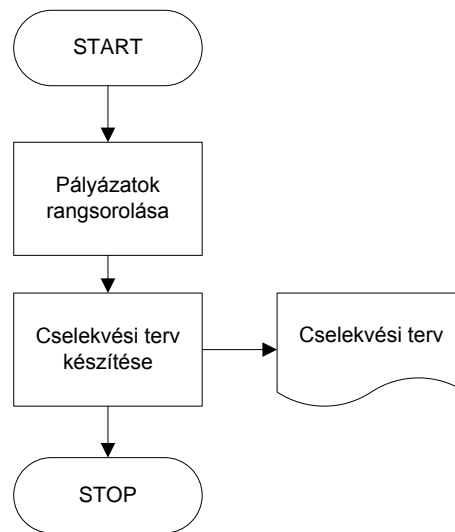 START
Pályázatok
rangsorolása
Cselekvési terv
készítése
Cselekvési terv
STOP